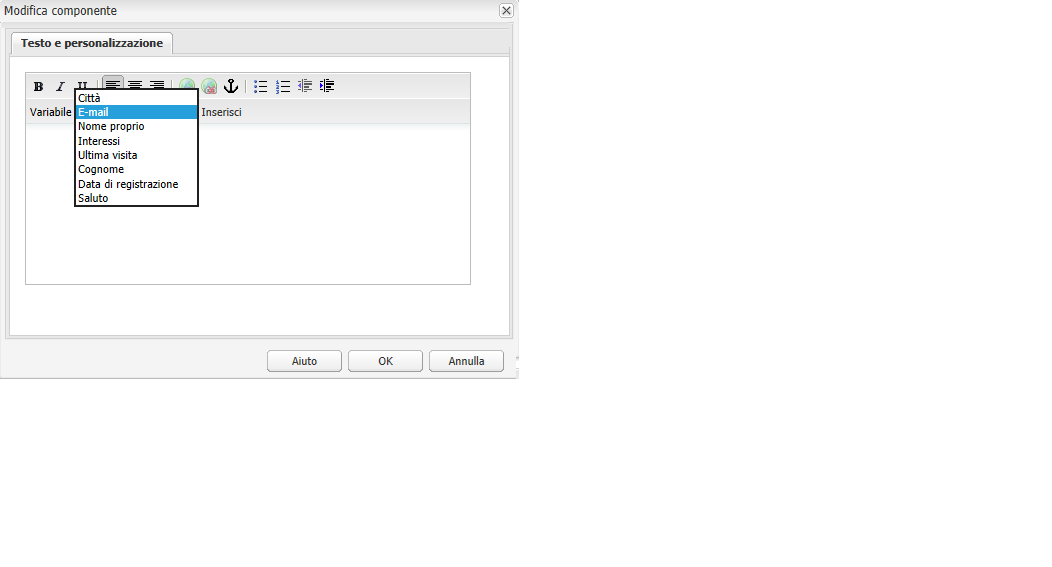 Modifica componente
Testo e personalizzazione
B I U
Variabile
Inserisci
Città
E-mail
Nome proprio
Interessi
Ultima visita
Cognome
Data di registrazione
Saluto
Aiuto
OK
Annulla